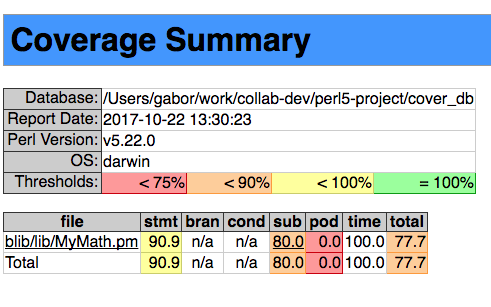 Coverage Summary
Database: /Users/gabor/work/collab-dev/perl5-project/cover_db
Report Date: 2017-10-22 13:30:23
Perl Version: v5.22.0
OS: darwin
Thresholds: < 75% < 90% < 100% = 100%
file stmt bran cond sub pod time total
blib/lib/MyMath.pm 90.9 n/a n/a 80.0 0.0 100.0 77.7
Total 90.9 n/a n/a 80.0 0.0 100.0 77.7